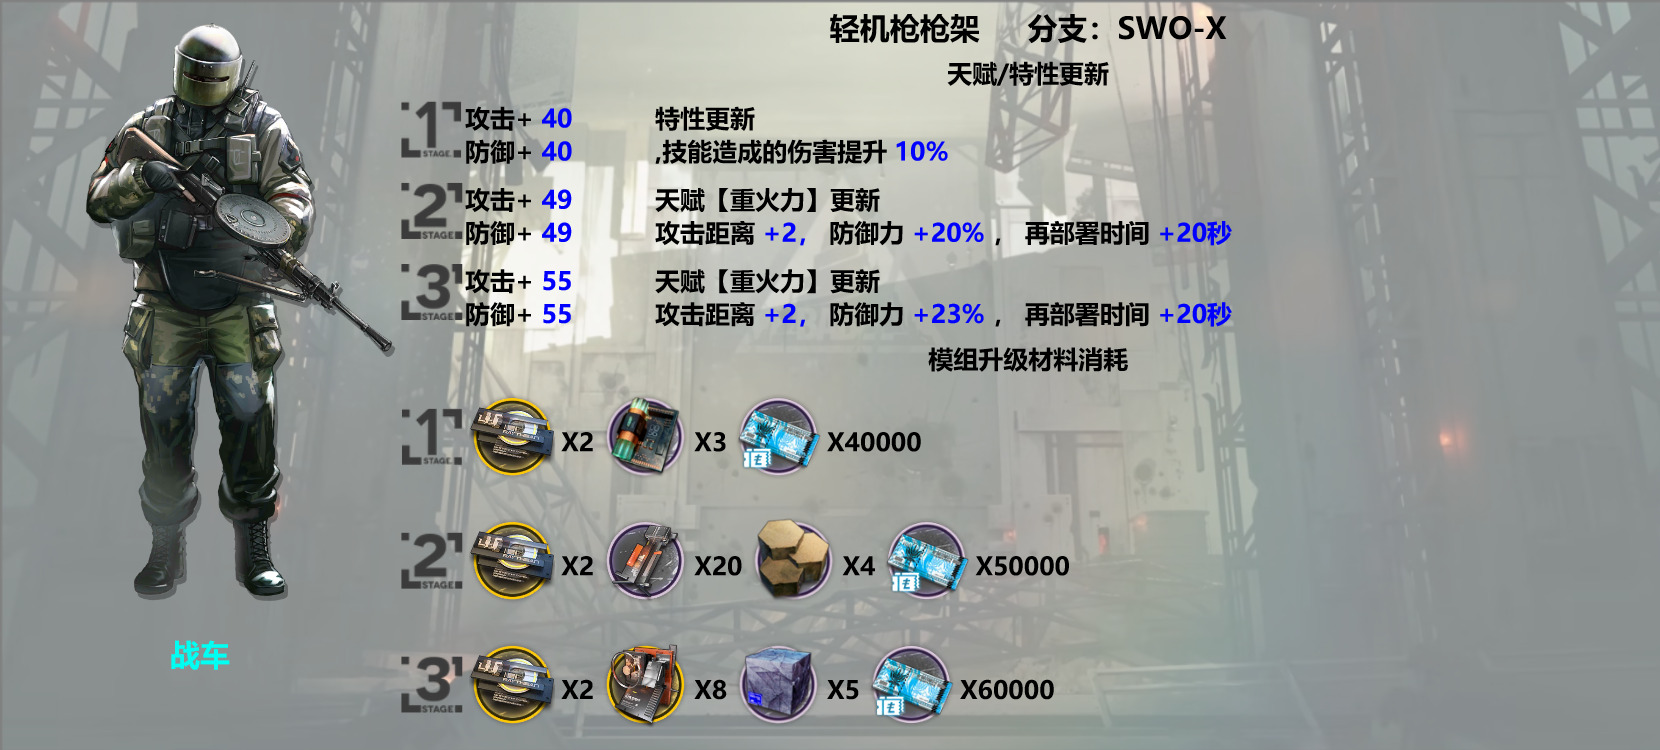 轻机枪枪架 分支：SWO-X
天赋/特性更新
1 STAGE.
攻击+ 40 特性更新
防御+ 40 ,技能造成的伤害提升 10%
2 STAGE.
攻击+ 49 天赋【重火力】更新
防御+ 49 攻击距离 +2， 防御力 +20% ， 再部署时间 +20秒
3 STAGE.
攻击+ 55 天赋【重火力】更新
防御+ 55 攻击距离 +2， 防御力 +23% ， 再部署时间 +20秒
模组升级材料消耗
1 STAGE. X2 X3 X40000
2 STAGE. X2 X20 X4 X50000
3 STAGE. X2 X8 X5 X60000
战车